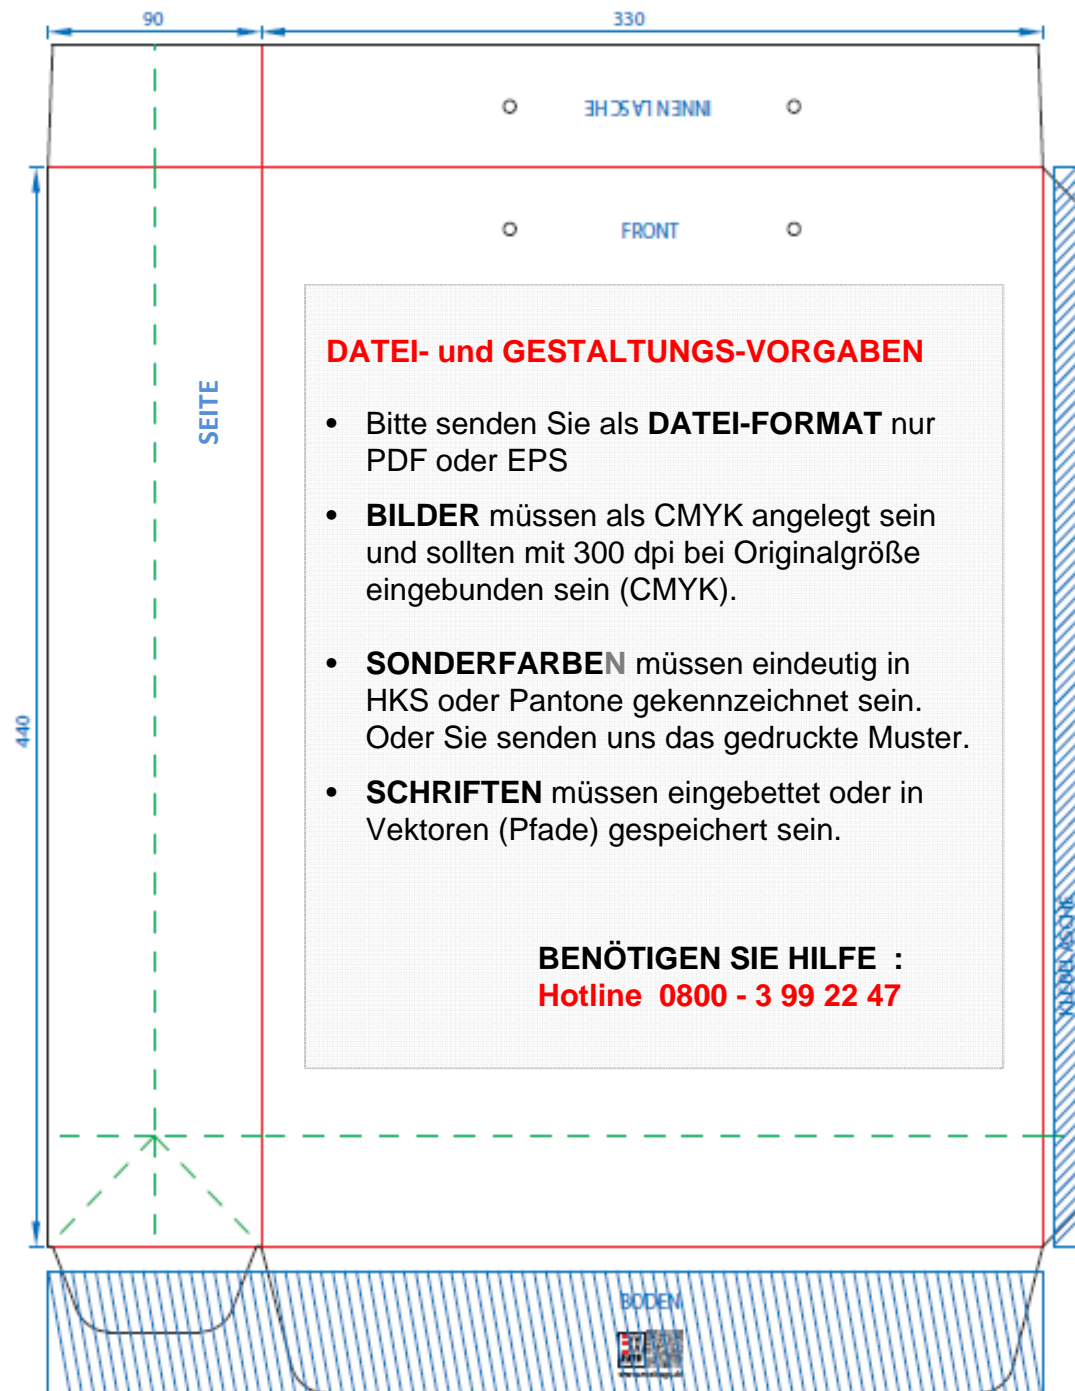 90
330
INNEN LASCHE
FRONT
SEITE
440
DATEI- und GESTALTUNGS-VORGABEN
• Bitte senden Sie als DATEI-FORMAT nur
PDF oder EPS
• BILDER müssen als CMYK angelegt sein
und sollten mit 300 dpi bei Originalgröße
eingebunden sein (CMYK).
• SONDERFARBEN müssen eindeutig in
HKS oder Pantone gekennzeichnet sein.
Oder Sie senden uns das gedruckte Muster.
• SCHRIFTEN müssen eingebettet oder in
Vektoren (Pfade) gespeichert sein.
BENÖTIGEN SIE HILFE :
Hotline 0800 - 3 99 22 47
KLEBELASCHE
BODEN